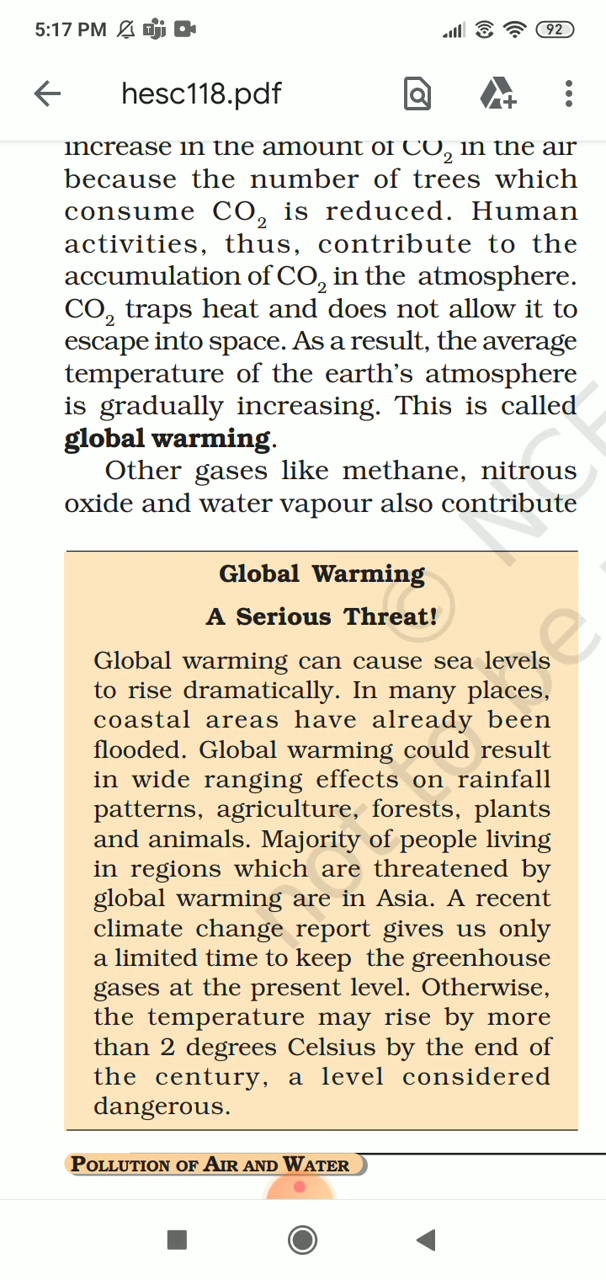 5:17 PM
92
hesc118.pdf
increase in the amount of CO₂ in the air
because the number of trees which
consume CO₂ is reduced. Human
activities, thus, contribute to the
accumulation of CO₂ in the atmosphere.
CO₂ traps heat and does not allow it to
escape into space. As a result, the average
temperature of the earth's atmosphere
is gradually increasing. This is called
global warming.
Other gases like methane, nitrous
oxide and water vapour also contribute
Global Warming
A Serious Threat!
Global warming can cause sea levels
to rise dramatically. In many places,
coastal areas have already been
flooded. Global warming could result
in wide ranging effects on rainfall
patterns, agriculture, forests, plants
and animals. Majority of people living
in regions which are threatened by
global warming are in Asia. A recent
climate change report gives us only
a limited time to keep the greenhouse
gases at the present level. Otherwise,
the temperature may rise by more
than 2 degrees Celsius by the end of
the century, a level considered
dangerous.
POLLUTION OF AIR AND WATER
© NCE
not to be